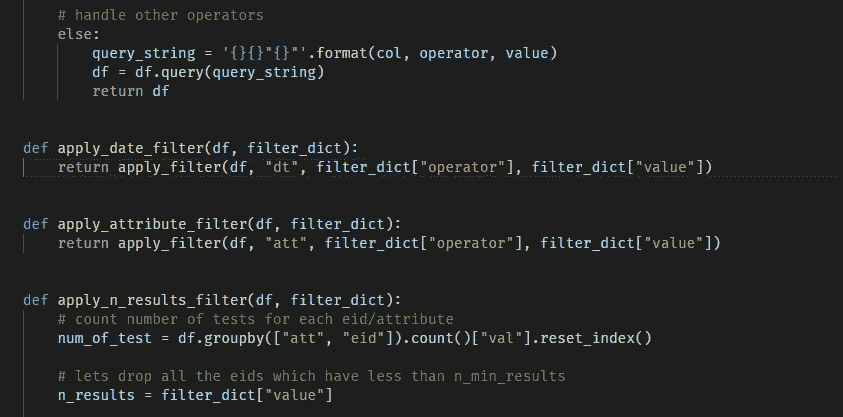 # handle other operators
else:
query_string = '{}{}"{}"'.format(col, operator, value)
df = df.query(query_string)
return df
def apply_date_filter(df, filter_dict):
return apply_filter(df, "dt", filter_dict["operator"], filter_dict["value"])
def apply_attribute_filter(df, filter_dict):
return apply_filter(df, "att", filter_dict["operator"], filter_dict["value"])
def apply_n_results_filter(df, filter_dict):
# count number of tests for each eid/attribute
num_of_test = df.groupby(["att", "eid"]).count()["val"].reset_index()
# lets drop all the eids which have less than n_min_results
n_results = filter_dict["value"]